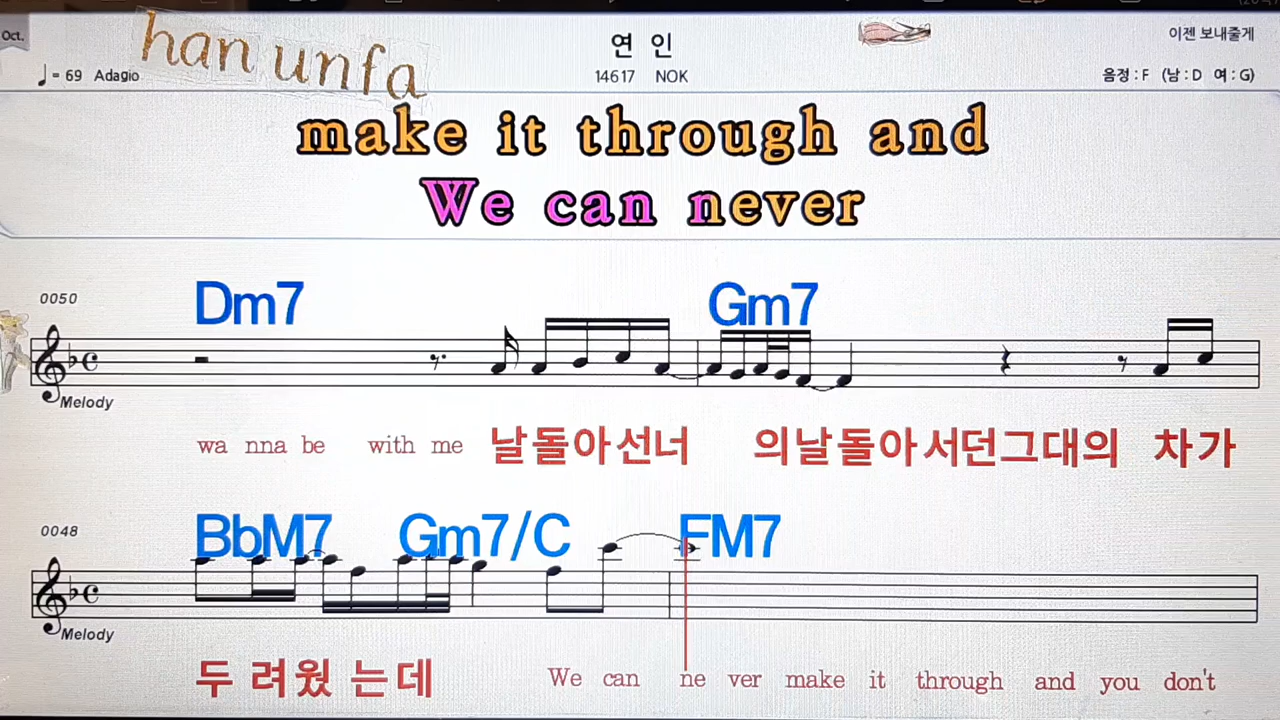 Oct.
han unfa
♩= 69 Adagio
연 인
14617 NOK
이젠 보내줄게
음정 : F (남 : D 여 : G)
make it through and
We can never
0050
Dm7 Gm7
Melody
wa nna be with me 날돌아선너 의날돌아서던그대의 차가
0048
BbM7 Gm7/C FM7
Melody
두 려웠 는데 We can ne ver make it through and you don't